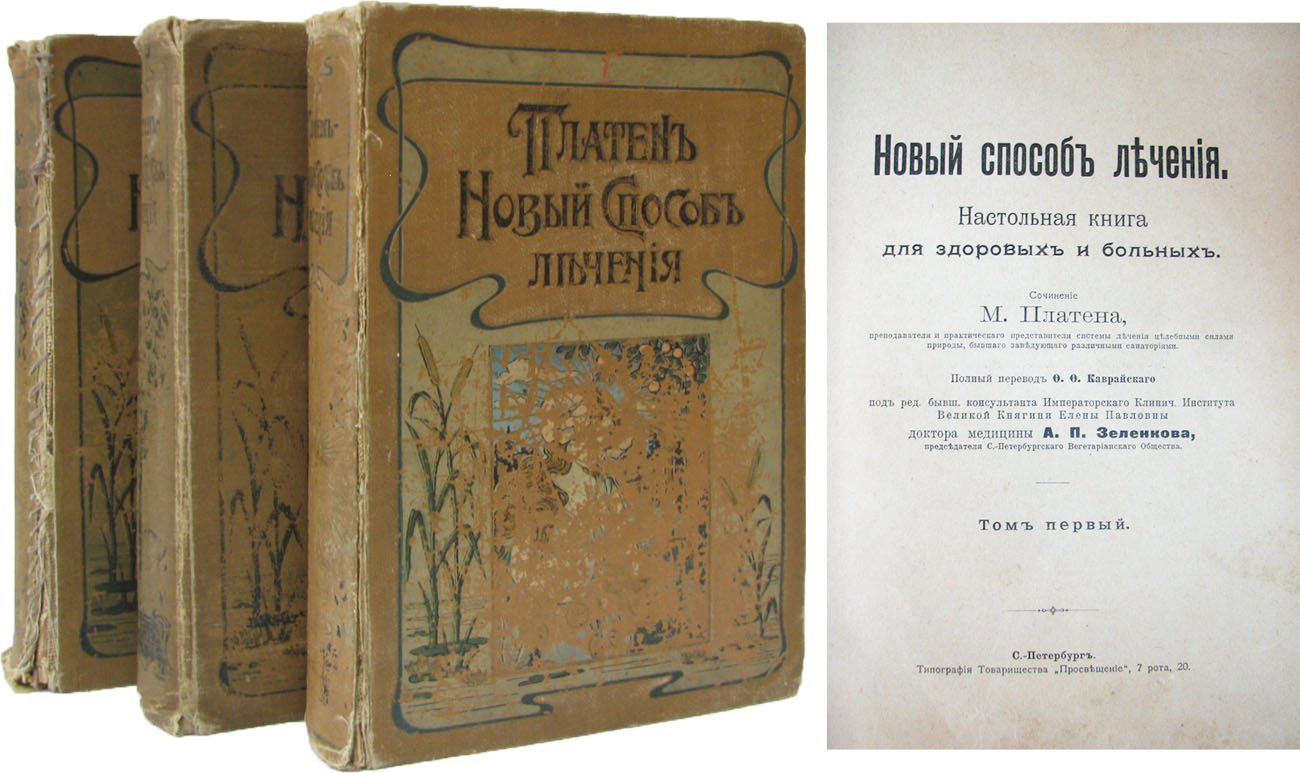 Платенъ
Новый Способъ
лѣченія
Новый способъ лѣченія.
Настольная книга
для здоровыхъ и больныхъ.
Сочиненіе
М. Платена,
преподавателя и практическаго представителя системы лѣченія цѣлебными силами
природы, бывшаго завѣдующаго различными санаторіями.
Полный переводъ Ѳ. Ѳ. Каврайскаго
подъ ред. бывш. консультанта Императорскаго Клинич. Института
Великой Княгини Елены Павловны
доктора медицины А. П. Зеленкова,
предсѣдателя С.-Петербургскаго Вегетаріанскаго Общества.
Томъ первый.
С.-Петербургъ.
Типографія Товарищества „Просвѣщеніе“, 7 рота, 20.